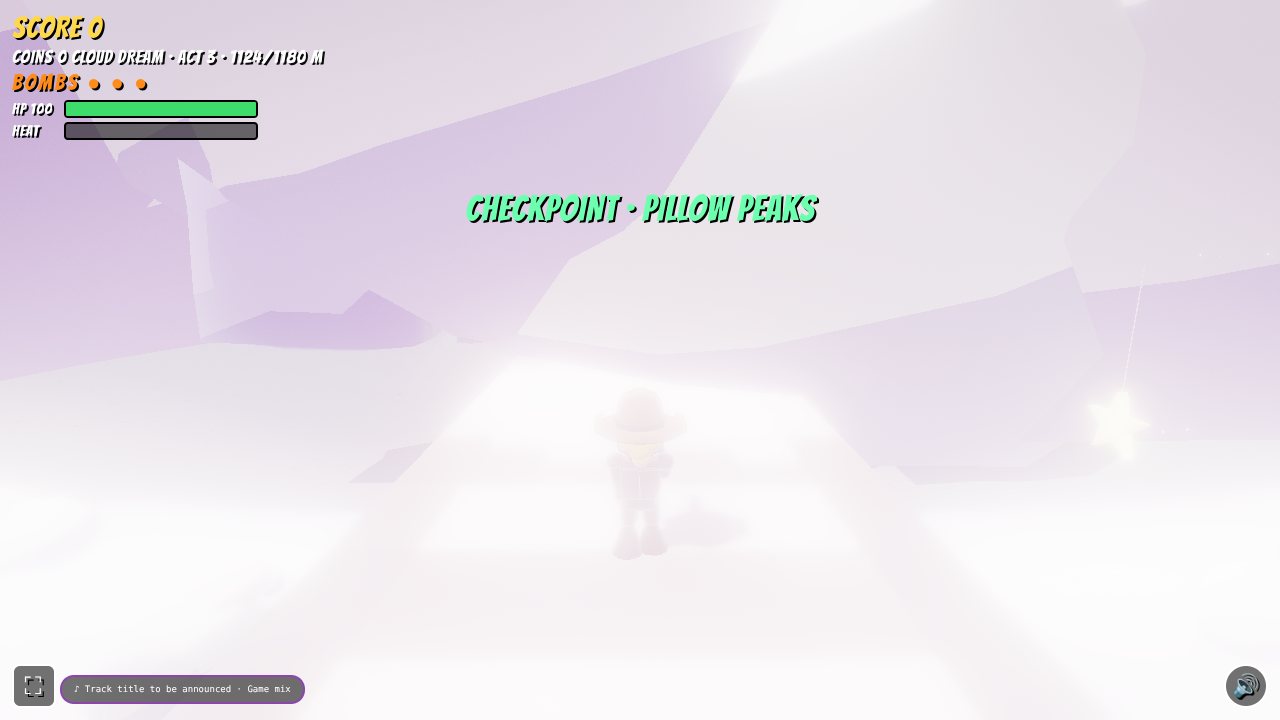 SCORE 0
COINS 0 CLOUD DREAM · ACT 3 · 1124/1180 M
BOMBS
HP 100
HEAT
CHECKPOINT · PILLOW PEAKS
♪ Track title to be announced · Game mix